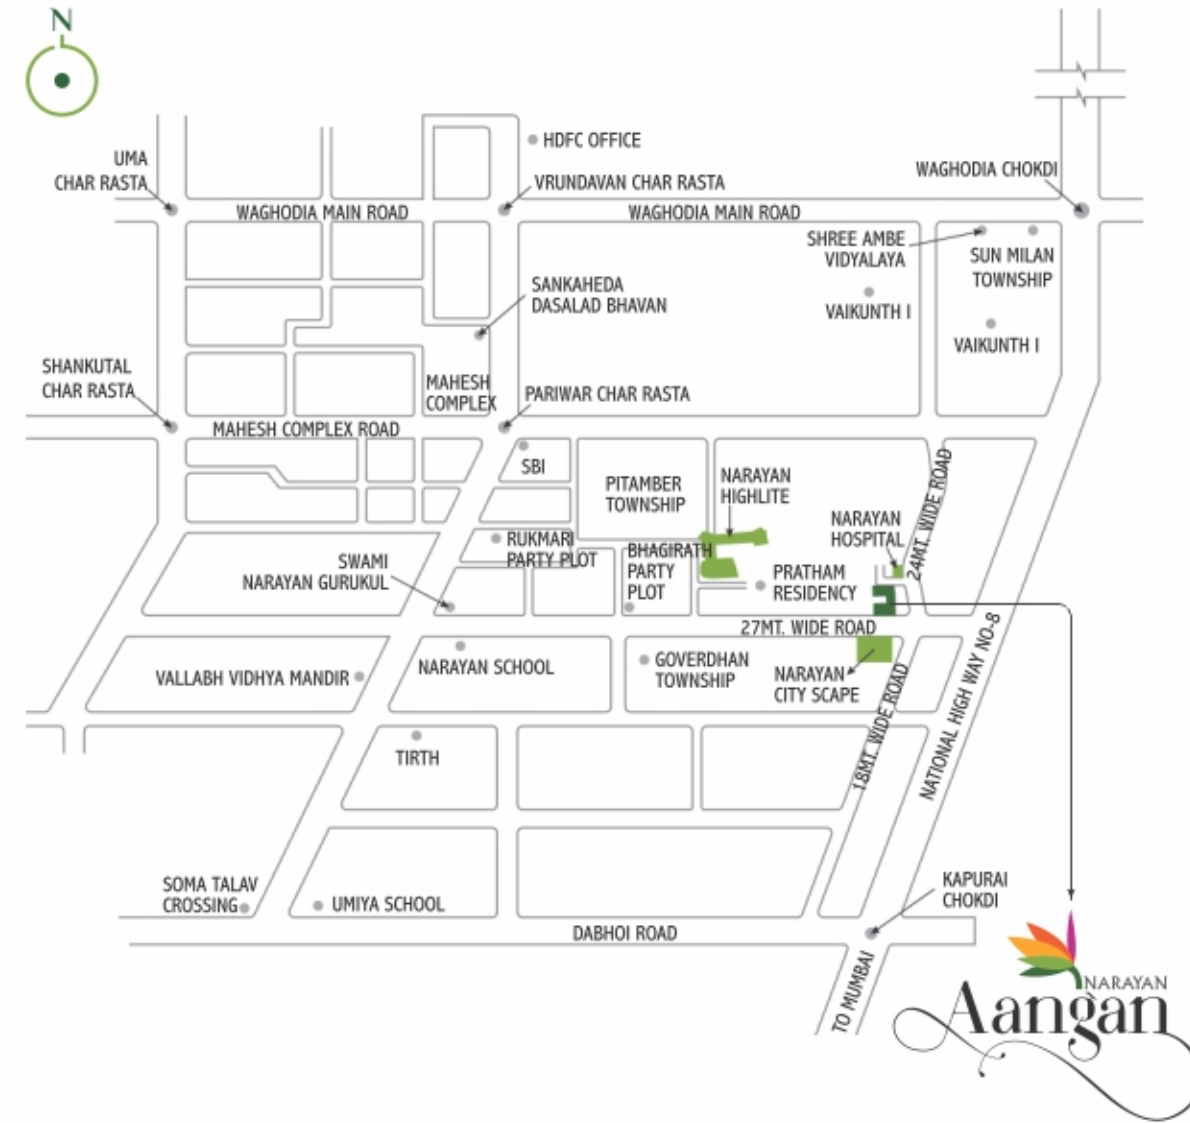 N
HDFC OFFICE
UMA
CHAR RASTA
VRUNDAVAN CHAR RASTA
WAGHODIA CHOKDI
WAGHODIA MAIN ROAD
WAGHODIA MAIN ROAD
SHREE AMBE
VIDYALAYA
SUN MILAN
TOWNSHIP
SANKAHEDA
DASALAD BHAVAN
VAIKUNTH I
VAIKUNTH I
SHANKUTAL
CHAR RASTA
MAHESH
COMPLEX
PARIWAR CHAR RASTA
MAHESH COMPLEX ROAD
SBI
PITAMBER
TOWNSHIP
NARAYAN
HIGHLITE
24MT. WIDE ROAD
NARAYAN
HOSPITAL
RUKMARI
PARTY PLOT
BHAGIRATH
PARTY
PLOT
SWAMI
NARAYAN GURUKUL
PRATHAM
RESIDENCY
27MT. WIDE ROAD
NARAYAN SCHOOL
GOVERDHAN
TOWNSHIP
NARAYAN
CITY SCAPE
VALLABH VIDHYA MANDIR
18MT. WIDE ROAD
NATIONAL HIGH WAY NO-8
TIRTH
SOMA TALAV
CROSSING
UMIYA SCHOOL
KAPURAI
CHOKDI
DABHOI ROAD
TO MUMBAI
NARAYAN
Aangan